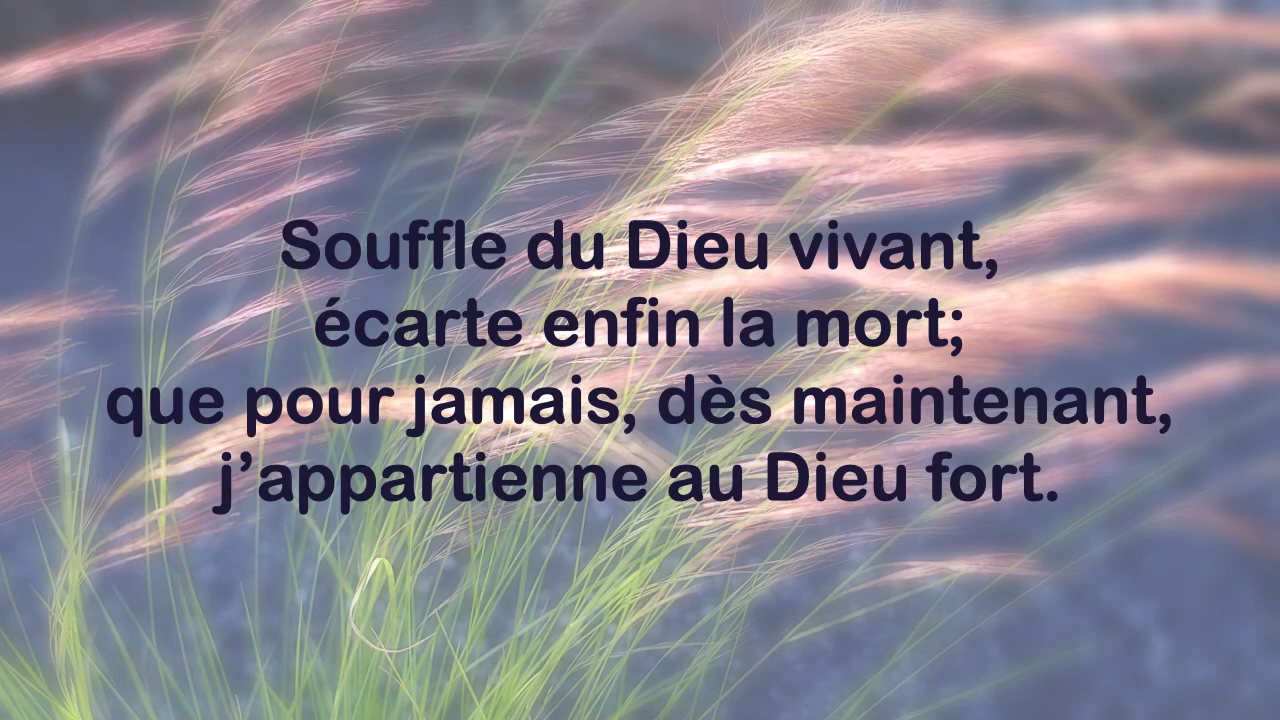 Souffle du Dieu vivant,
écarte enfin la mort;
que pour jamais, dès maintenant,
j’appartienne au Dieu fort.